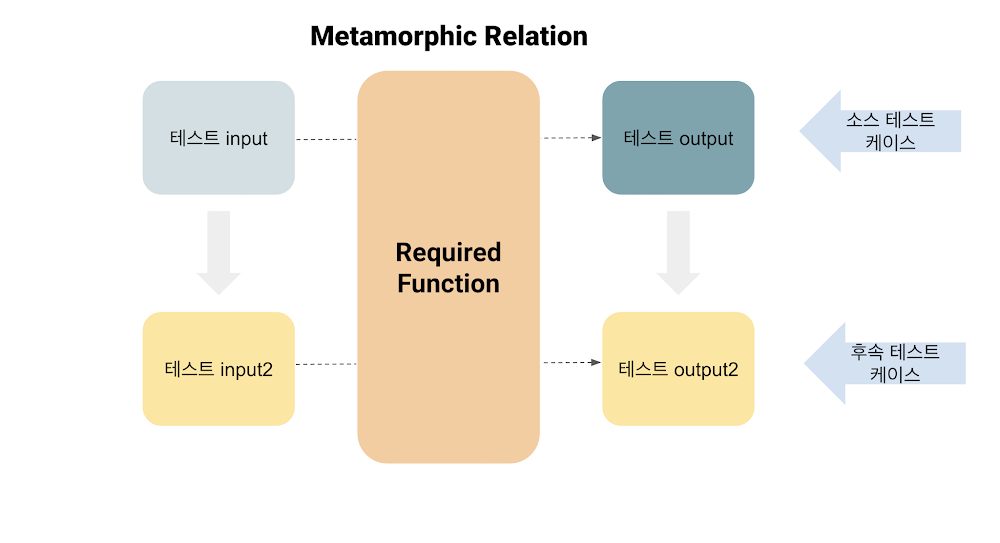 Metamorphic Relation
테스트 input
테스트 output
소스 테스트
케이스
Required
Function
테스트 input2
테스트 output2
후속 테스트
케이스